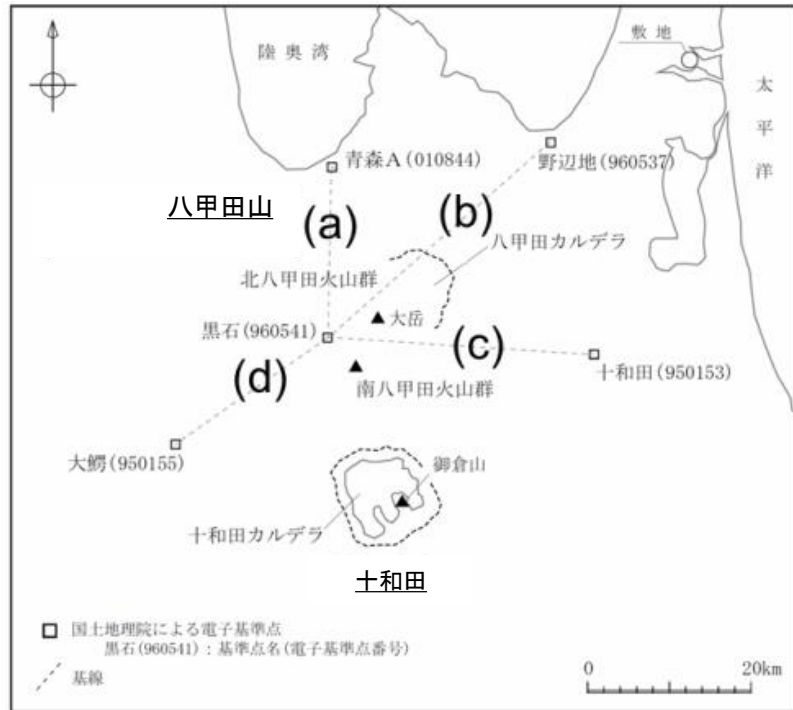 陸奥湾
敷地
太平洋
青森A(010844)
野辺地(960537)
八甲田山
(a)
(b)
八甲田カルデラ
北八甲田火山群
大岳
黒石(960541)
(c)
十和田(950153)
(d)
南八甲田火山群
大鰐(950155)
御倉山
十和田カルデラ
十和田
国土地理院による電子基準点
黒石(960541):基準点名(電子基準点番号)
基線
0 20km